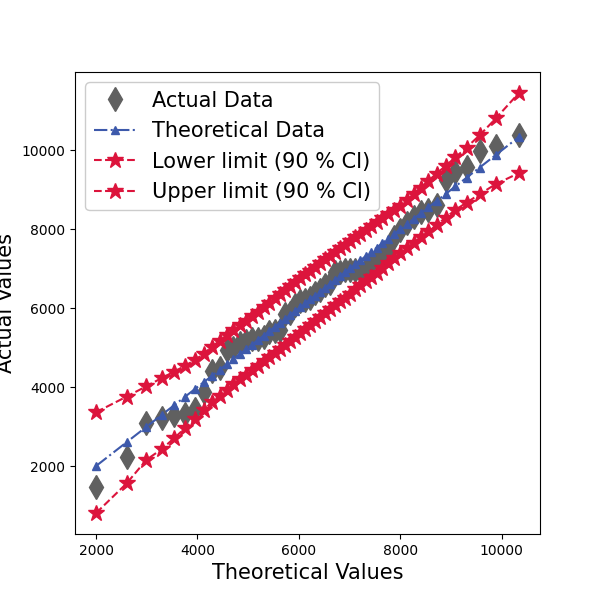 Actual Data
Theoretical Data
Lower limit (90 % CI)
Upper limit (90 % CI)
10000
8000
6000
4000
2000
Actual Values
2000 4000 6000 8000 10000
Theoretical Values